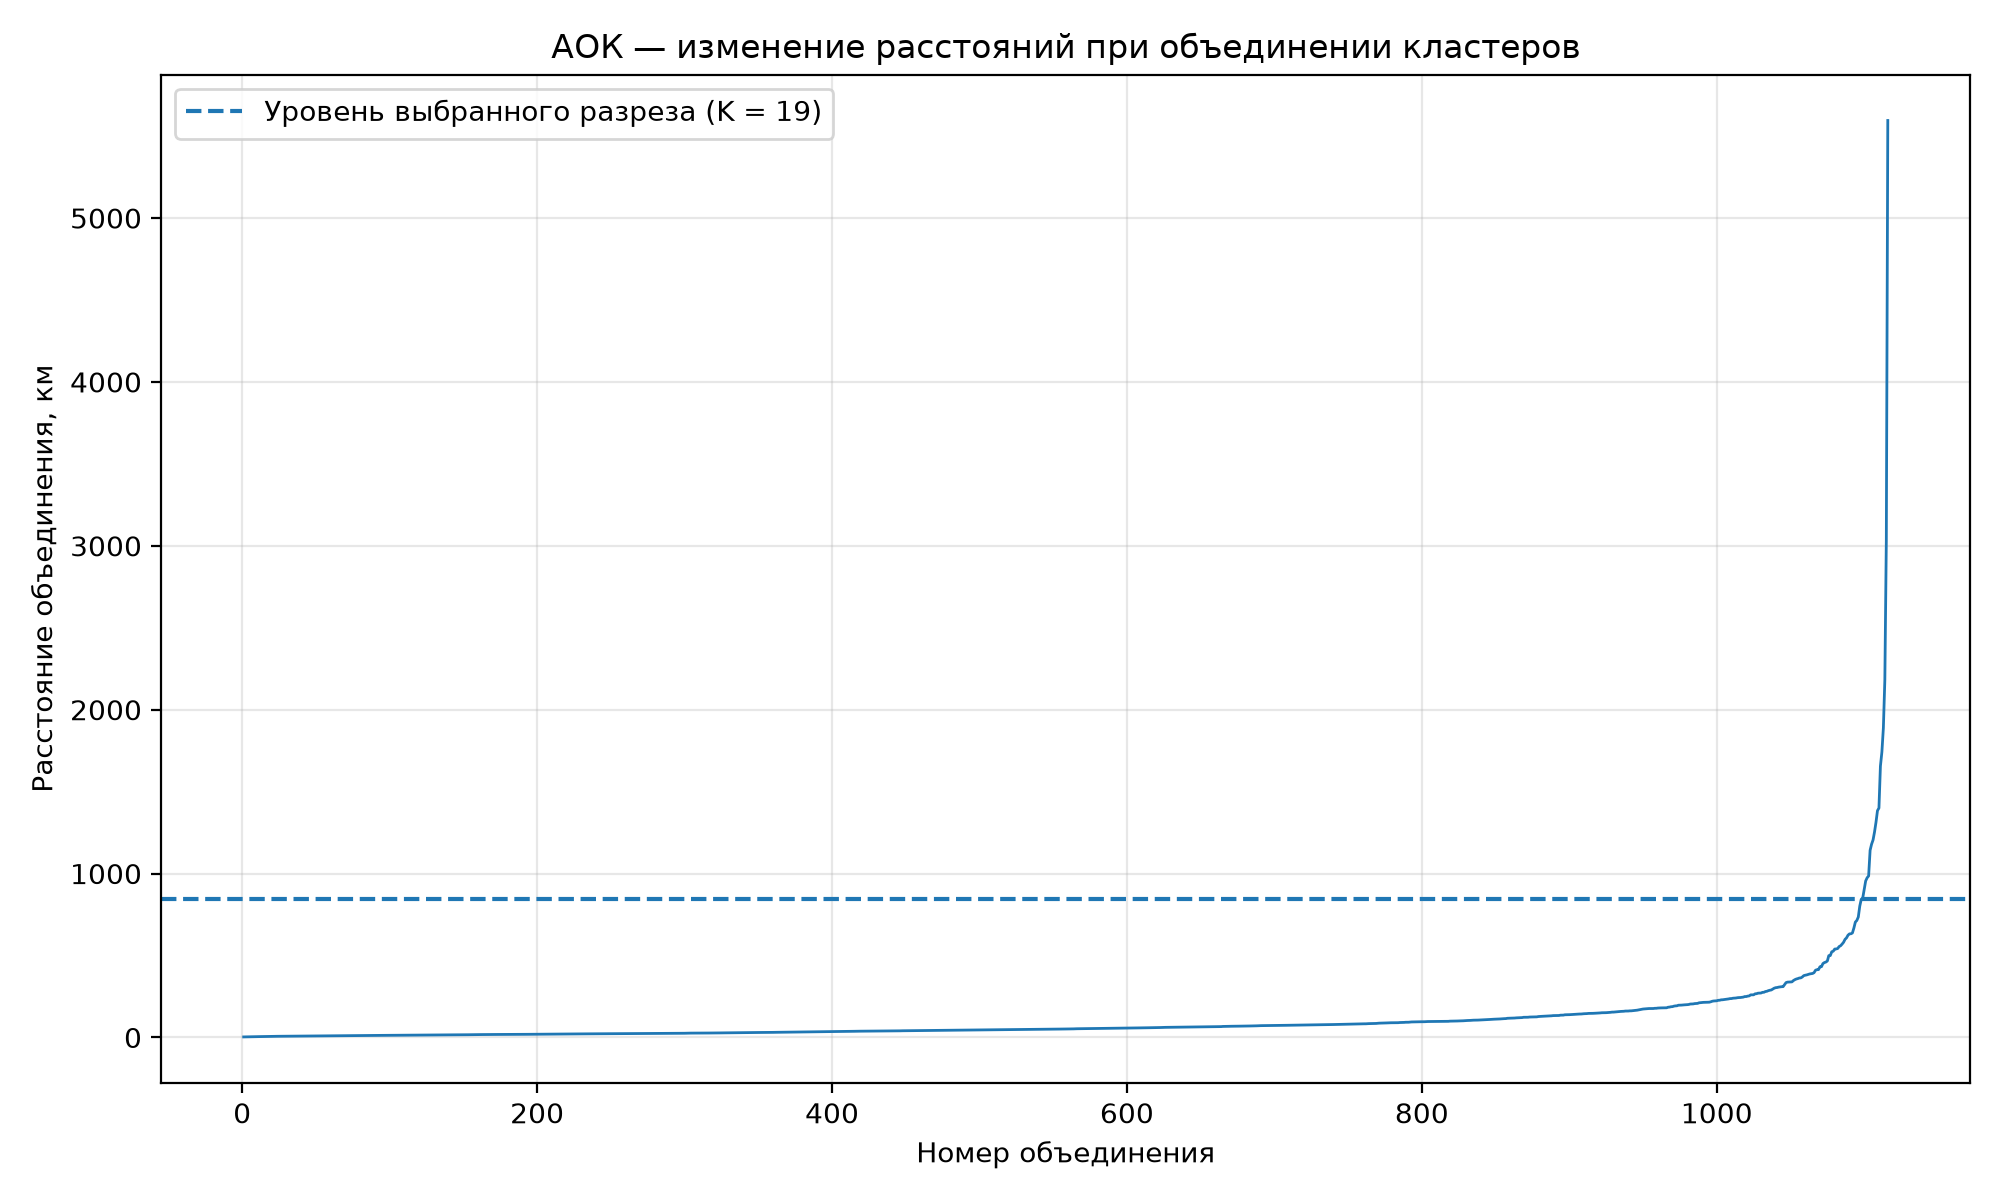 АОК — изменение расстояний при объединении кластеров
Уровень выбранного разреза (K = 19)
Расстояние объединения, км
5000
4000
3000
2000
1000
0
0 200 400 600 800 1000
Номер объединения